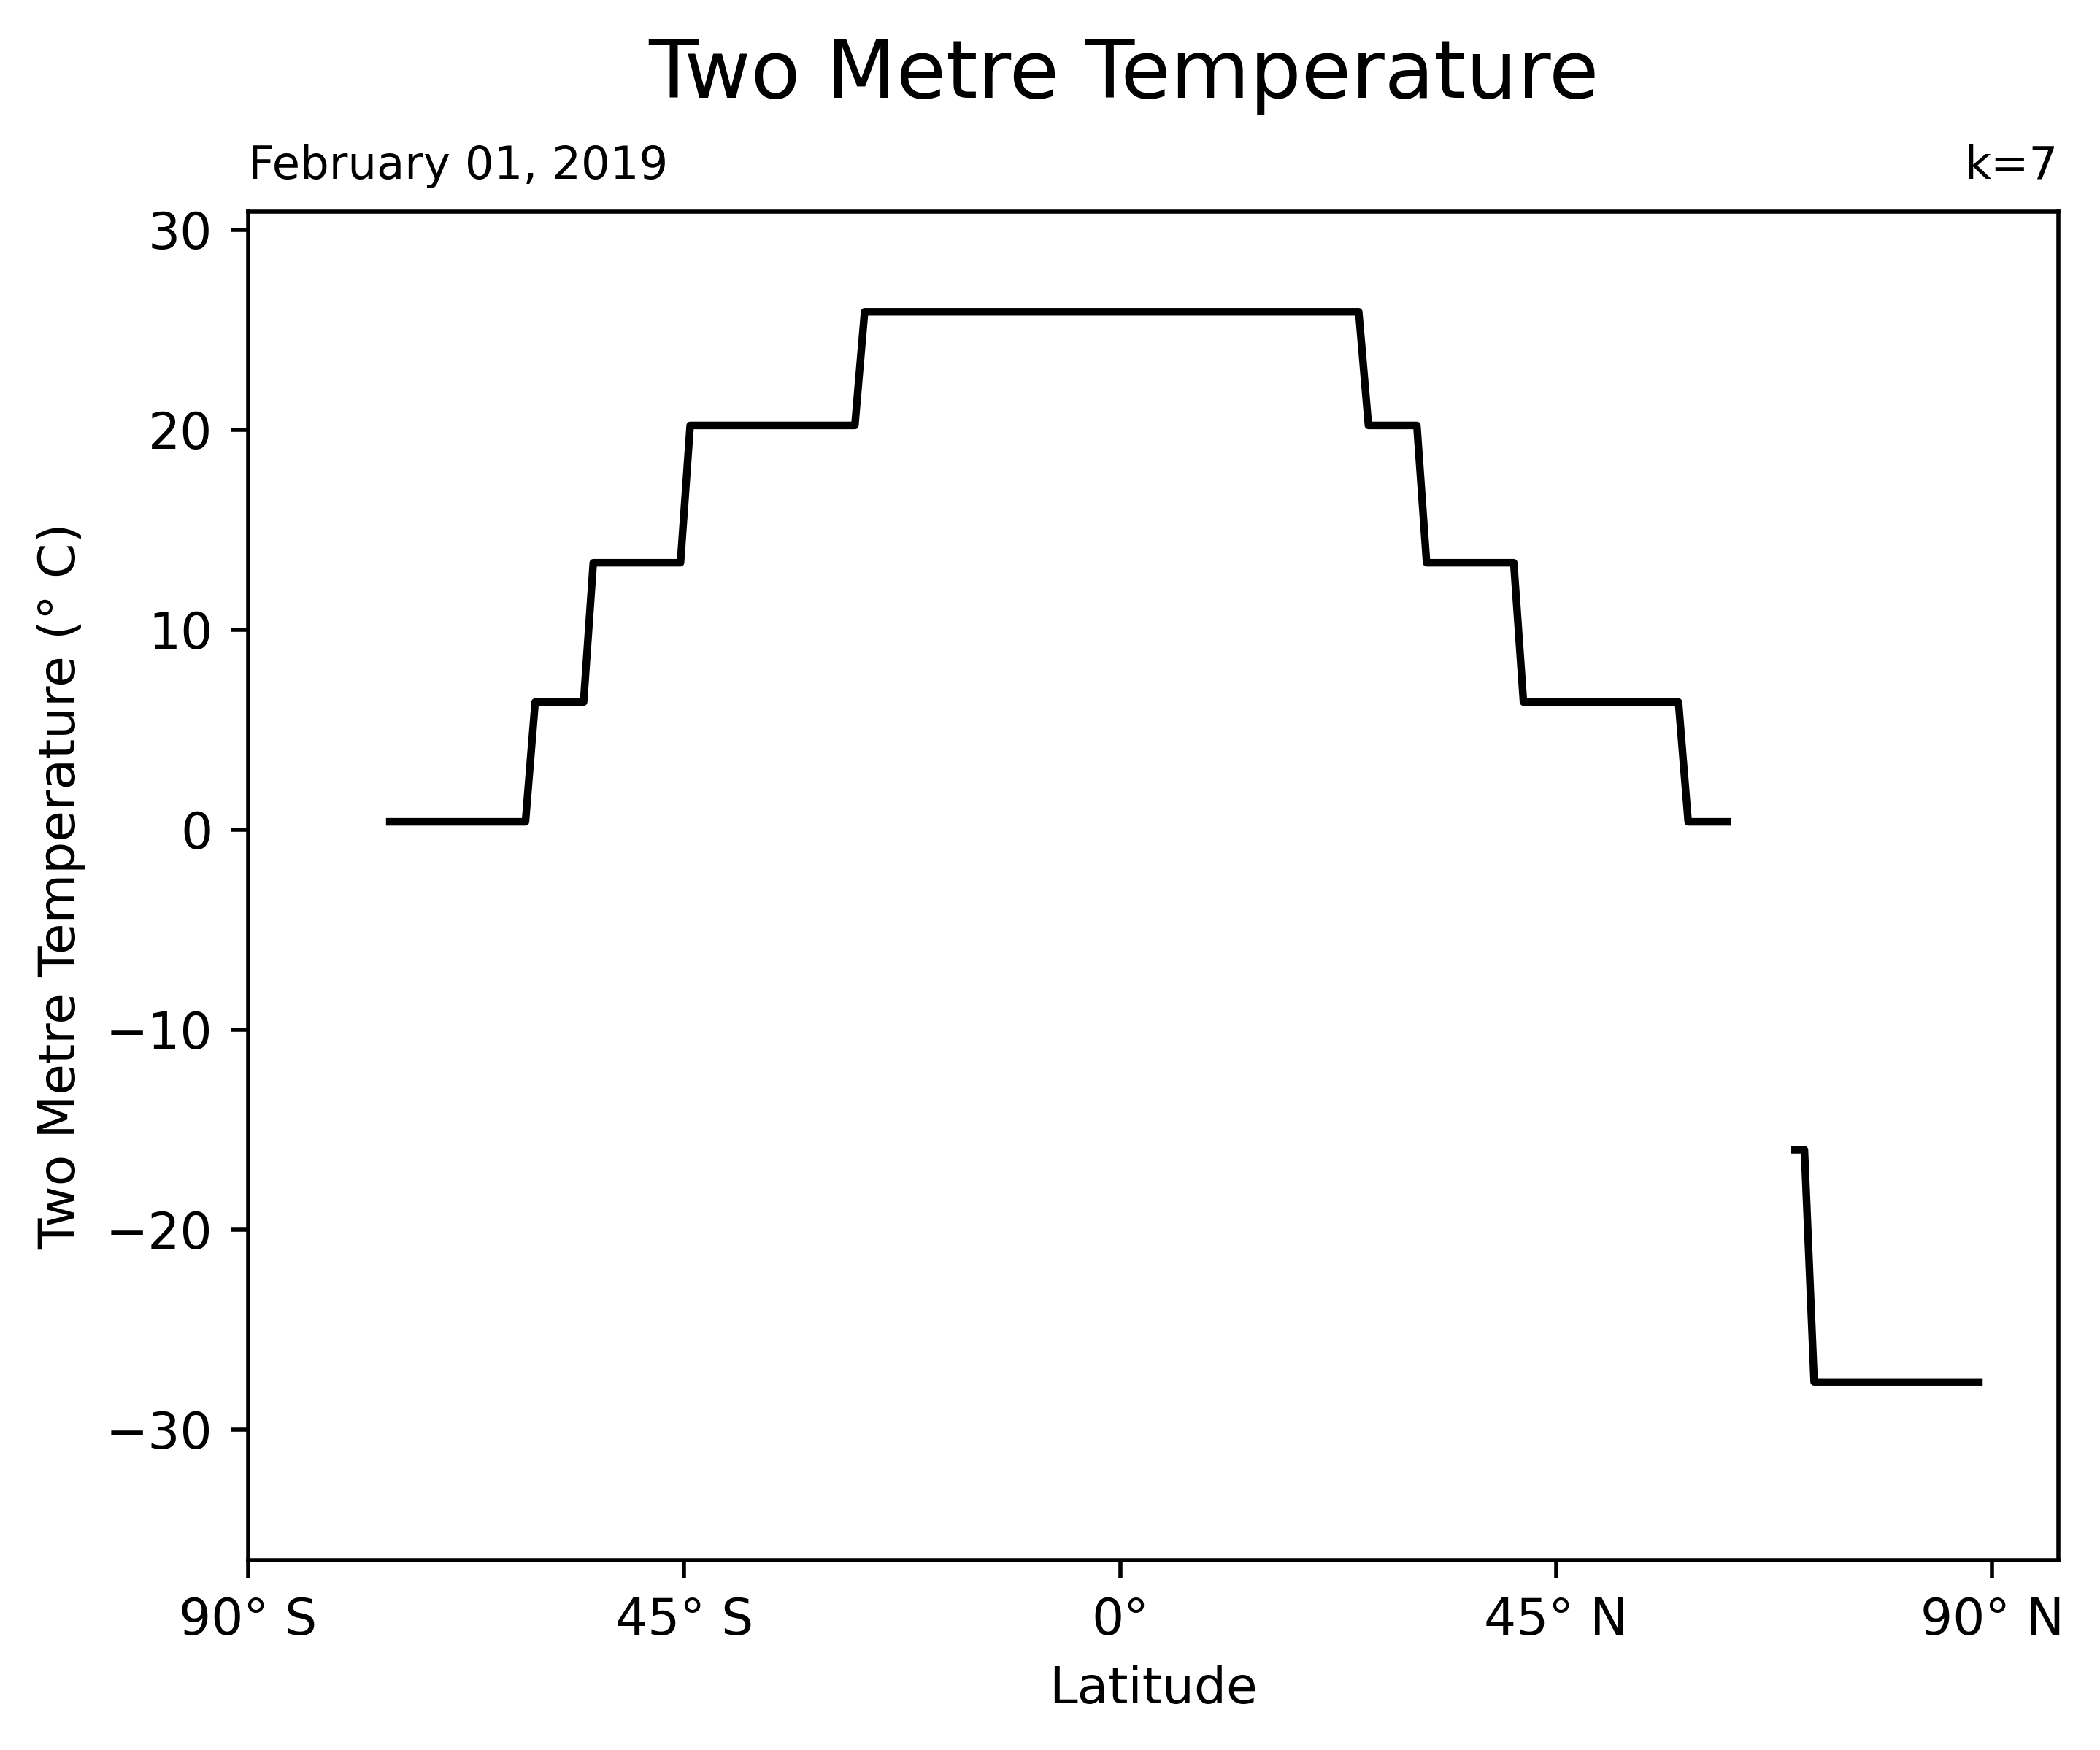 Two Metre Temperature
February 01, 2019
k=7
30
20
10
0
−10
−20
−30
Two Metre Temperature (° C)
90° S
45° S
0°
45° N
90° N
Latitude